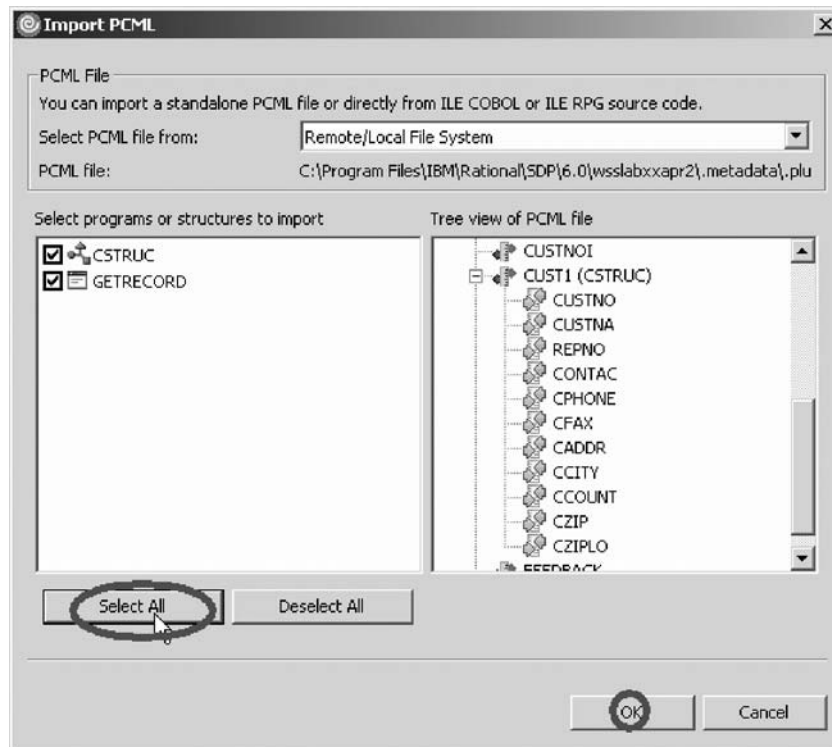 Import PCML
PCML File
You can import a standalone PCML file or directly from ILE COBOL or ILE RPG source code.
Select PCML file from:
Remote/Local File System
PCML file:
C:\Program Files\IBM\Rational\SDP\6.0\wsslabxxapr2\.metadata\.plu
Select programs or structures to import
CSTRUC
GETRECORD
Tree view of PCML file
CUSTNOI
CUST1 (CSTRUC)
CUSTNO
CUSTNA
REPNO
CONTAC
CPHONE
CFAX
CADDR
CCITY
CCOUNT
CZIP
CZIPLO
FEEDBACK
Select All
Deselect All
OK
Cancel